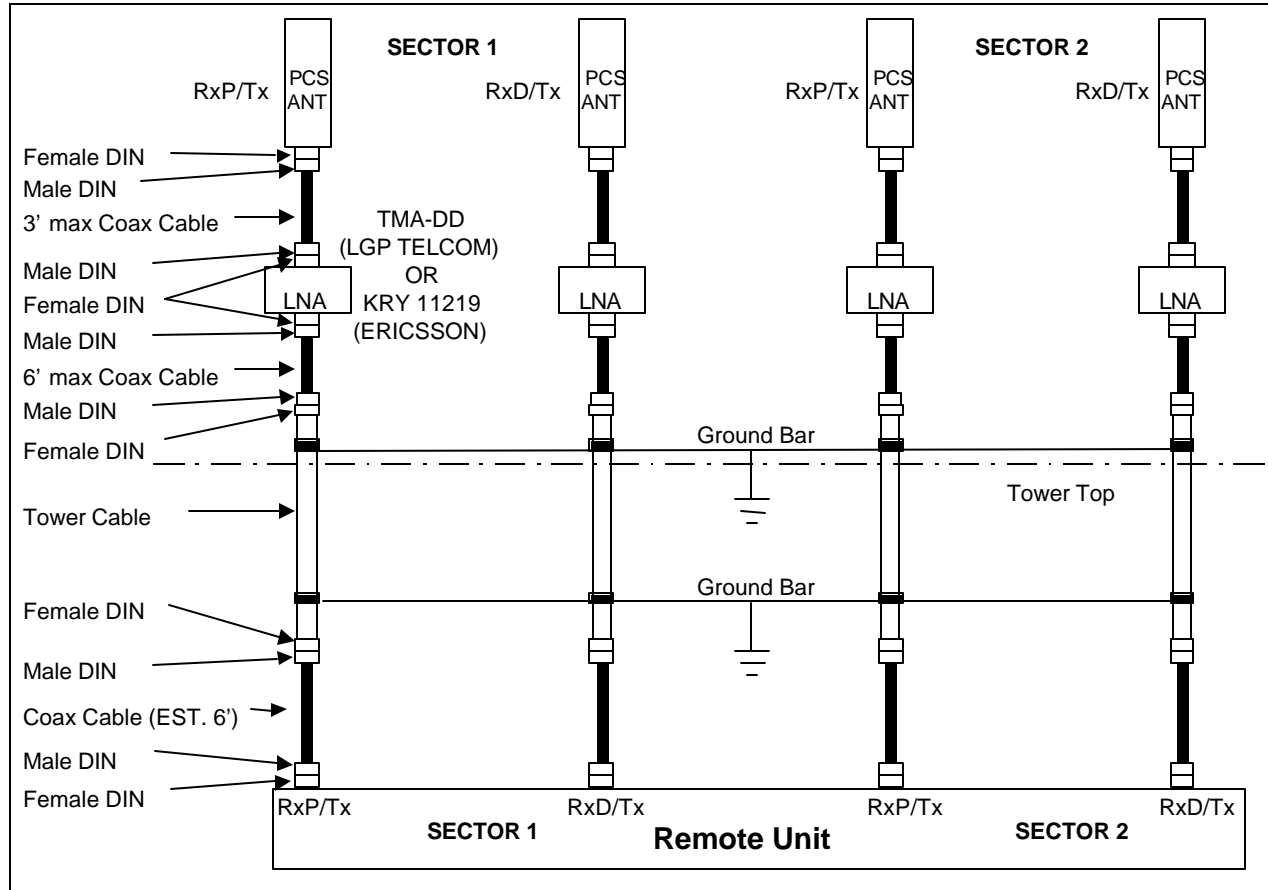 SECTOR 1
SECTOR 2
RxP/Tx
PCS
ANT
RxD/Tx
PCS
ANT
RxP/Tx
PCS
ANT
RxD/Tx
PCS
ANT
Female DIN
Male DIN
3’ max Coax Cable
TMA-DD
(LGP TELCOM)
OR
KRY 11219
(ERICSSON)
Male DIN
Female DIN
LNA
LNA
LNA
LNA
Male DIN
6’ max Coax Cable
Male DIN
Female DIN
Ground Bar
Tower Top
Tower Cable
Ground Bar
Female DIN
Male DIN
Coax Cable (EST. 6’)
Male DIN
Female DIN
RxP/Tx
RxD/Tx
RxP/Tx
RxD/Tx
SECTOR 1
Remote Unit
SECTOR 2